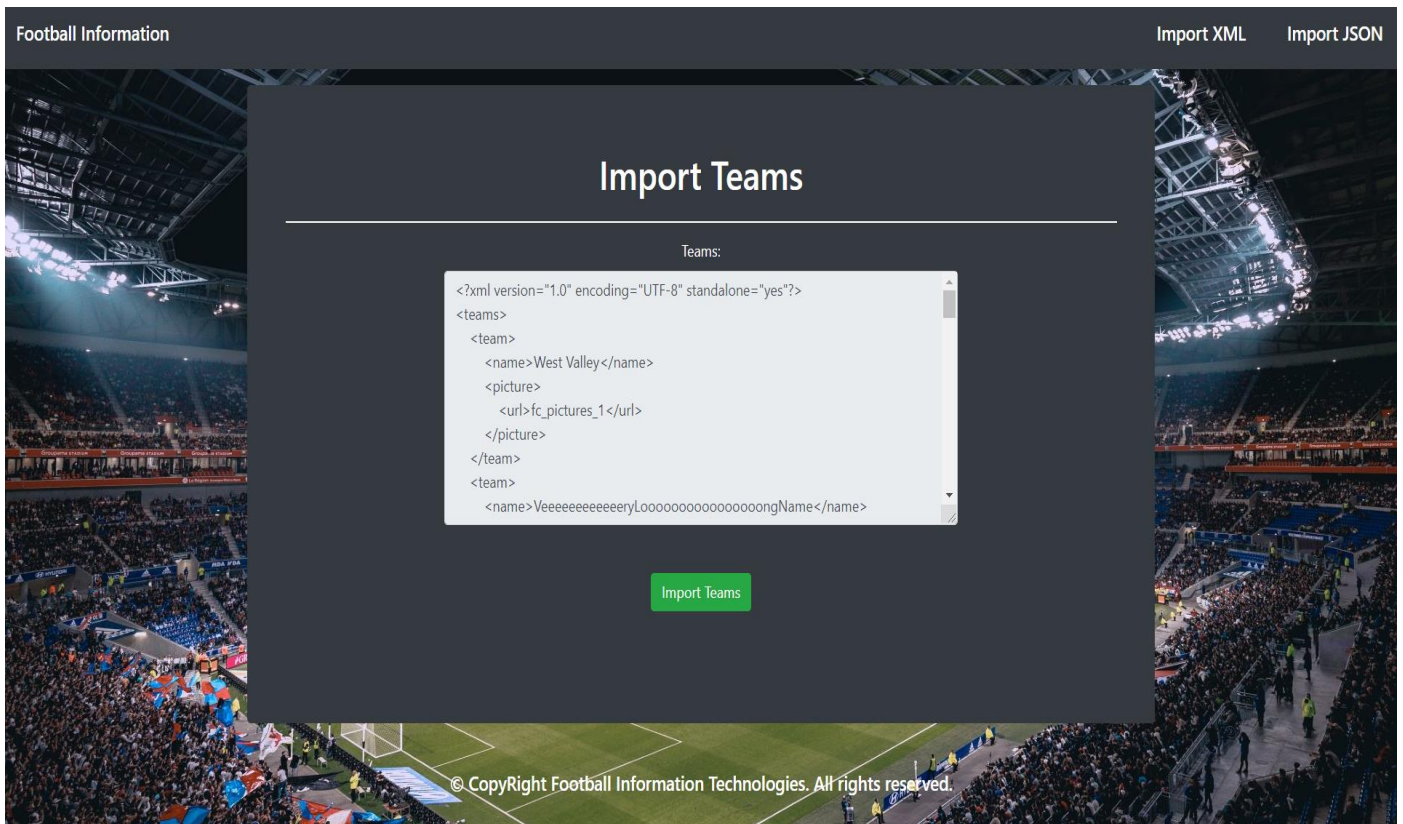 Football Information
Import XML
Import JSON
Import Teams
Teams:
<?xml version="1.0" encoding="UTF-8" standalone="yes"?>
<teams>
<team>
<name>West Valley</name>
<picture>
<url>fc_pictures_1</url>
</picture>
</team>
<team>
<name>VeeeeeeeeeeeeryLooooooooooooooooongName</name>
Import Teams
© CopyRight Football Information Technologies. All rights reserved.